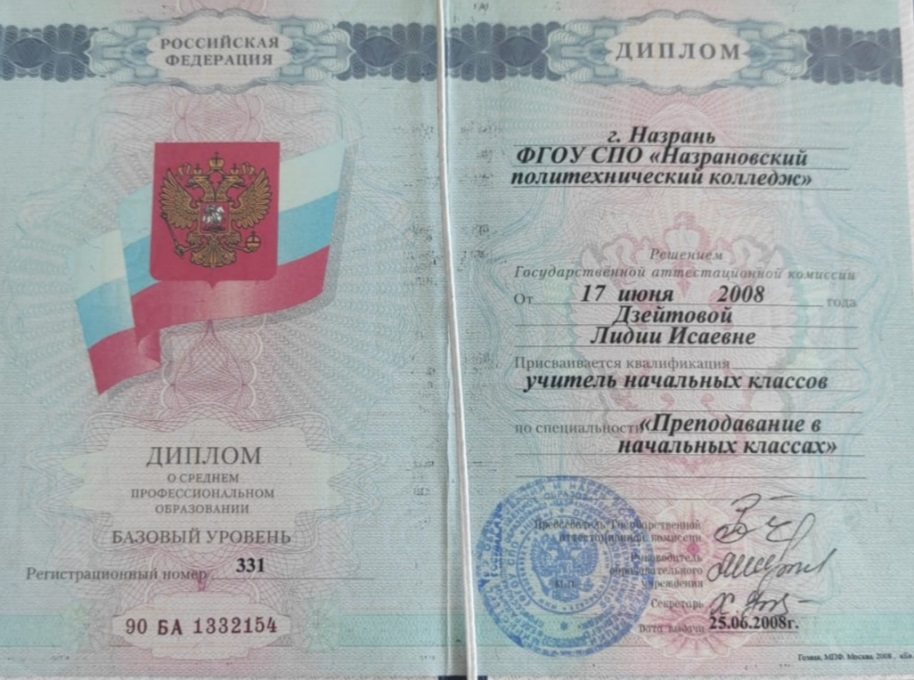 РОССИЙСКАЯ
ФЕДЕРАЦИЯ
ДИПЛОМ
О СРЕДНЕМ
ПРОФЕССИОНАЛЬНОМ
ОБРАЗОВАНИИ
БАЗОВЫЙ УРОВЕНЬ
Регистрационный номер 331
90 БА 1332154
ДИПЛОМ
г. Назрань
ФГОУ СПО «Назрановский
политехнический колледж»
Решением
Государственной аттестационной комиссии
От 17 июня 2008 года
Дзейтовой
Лидии Исаевне
Присваивается квалификация
учитель начальных классов
по специальности «Преподавание в
начальных классах»
Председатель Государственной
аттестационной комиссии
Руководитель
образовательного
учреждения
Секретарь
Дата выдачи 25.06.2008г.